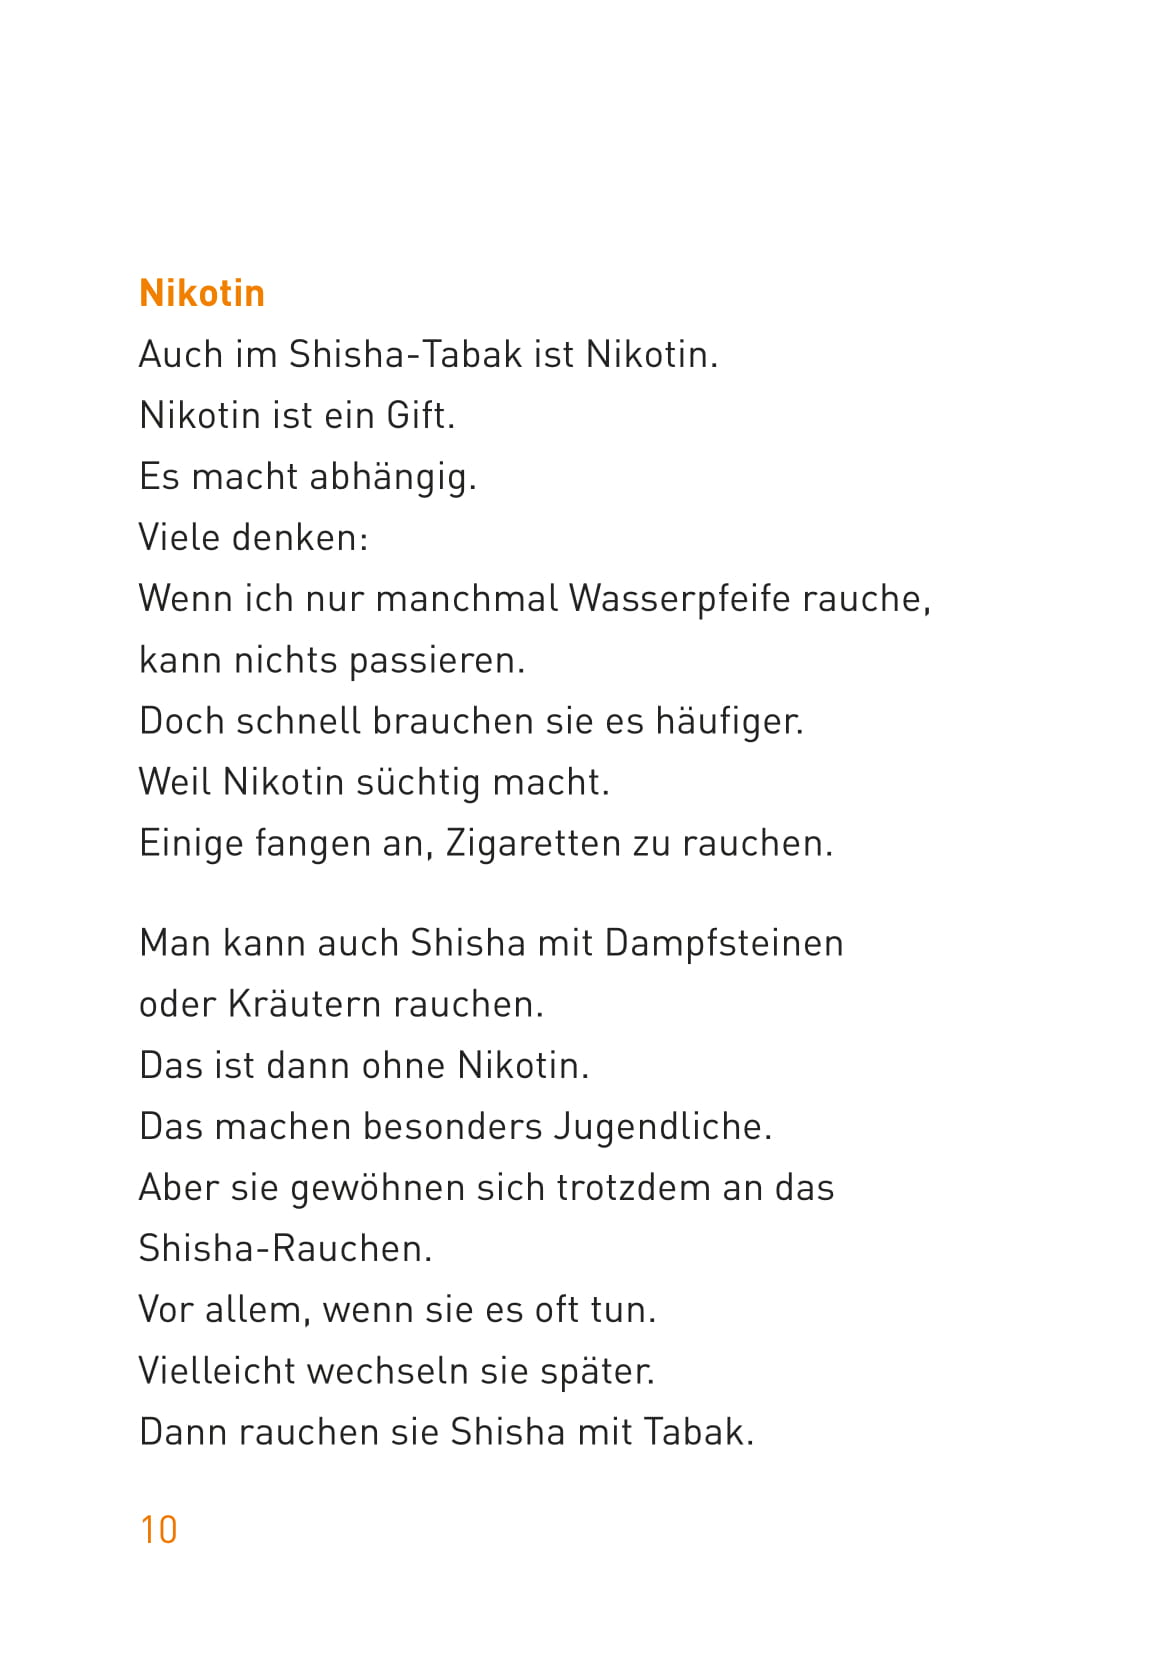 Nikotin
Auch im Shisha-Tabak ist Nikotin.
Nikotin ist ein Gift.
Es macht abhängig.
Viele denken:
Wenn ich nur manchmal Wasserpfeife rauche,
kann nichts passieren.
Doch schnell brauchen sie es häufiger.
Weil Nikotin süchtig macht.
Einige fangen an, Zigaretten zu rauchen.
Man kann auch Shisha mit Dampfsteinen
oder Kräutern rauchen.
Das ist dann ohne Nikotin.
Das machen besonders Jugendliche.
Aber sie gewöhnen sich trotzdem an das
Shisha-Rauchen.
Vor allem, wenn sie es oft tun.
Vielleicht wechseln sie später.
Dann rauchen sie Shisha mit Tabak.
10